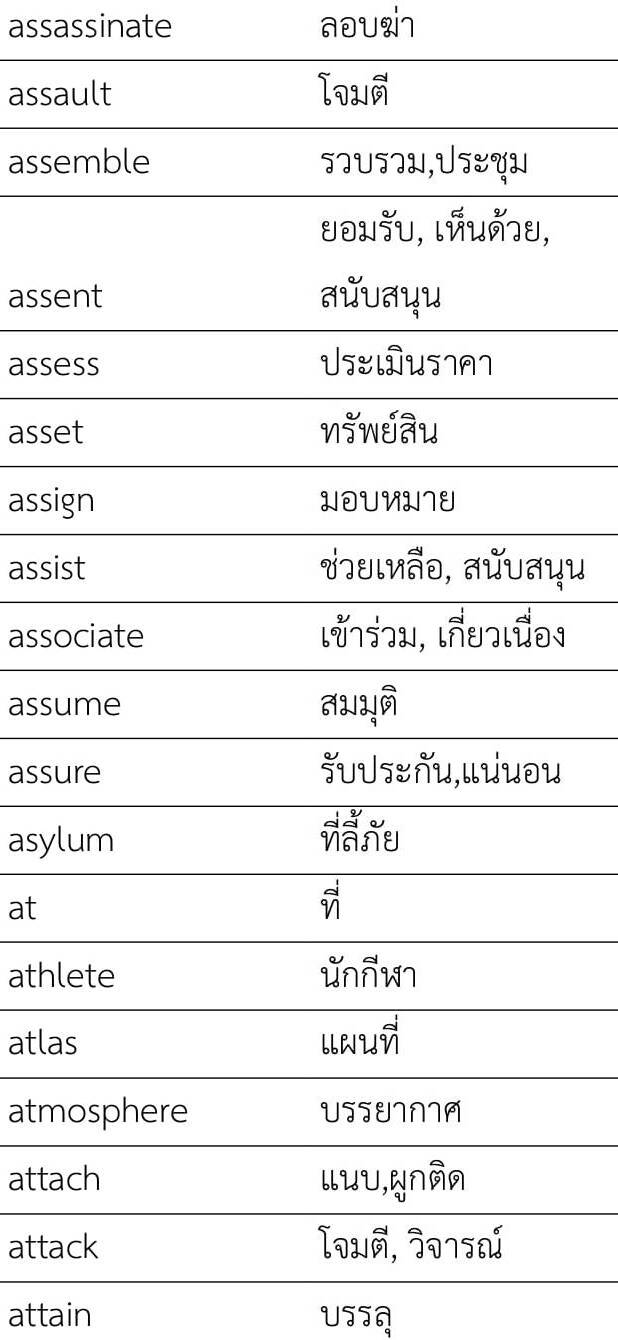 assassinate ลอบฆ่า
assault โจมตี
assemble รวบรวม,ประชุม
ยอมรับ, เห็นด้วย,
assent สนับสนุน
assess ประเมินราคา
asset ทรัพย์สิน
assign มอบหมาย
assist ช่วยเหลือ, สนับสนุน
associate เข้าร่วม, เกี่ยวเนื่อง
assume สมมุติ
assure รับประกัน,แน่นอน
asylum ที่ลี้ภัย
at ที่
athlete นักกีฬา
atlas แผนที่
atmosphere บรรยากาศ
attach แนบ,ผูกติด
attack โจมตี, วิจารณ์
attain บรรลุ